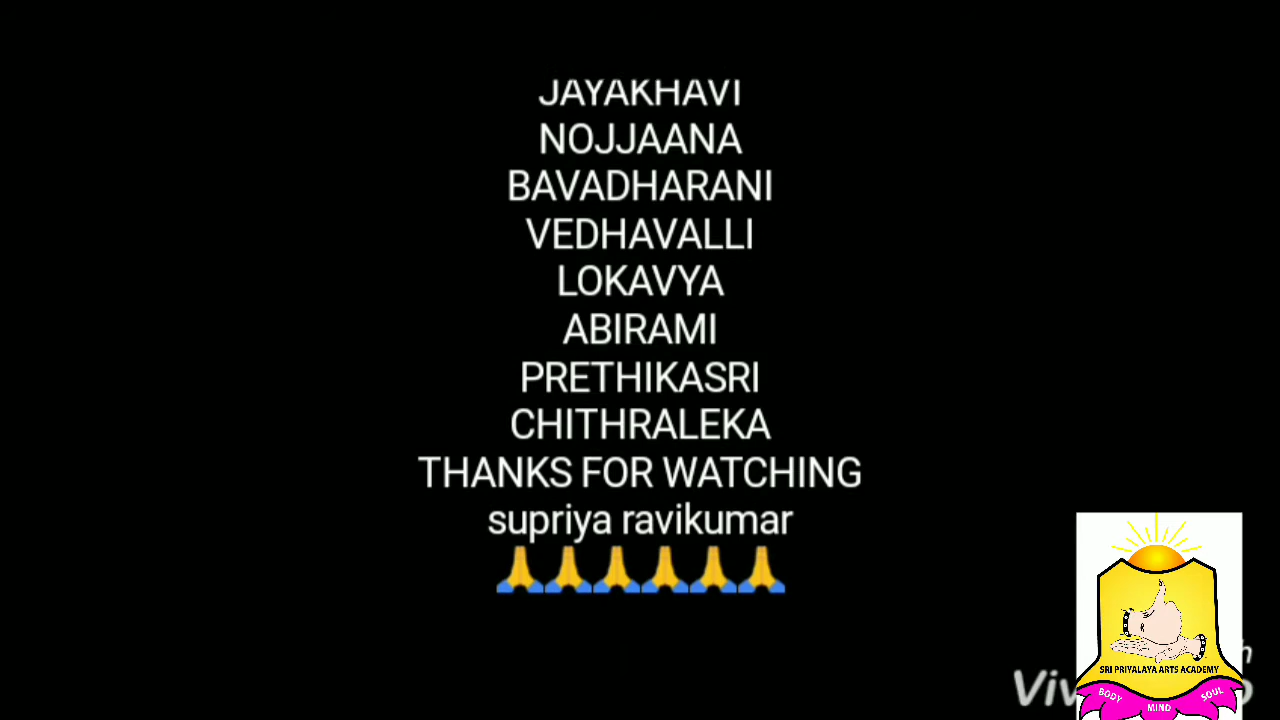 JAYAKHAVI
NOJJAANA
BAVADHARANI
VEDHAVALLI
LOKAVYA
ABIRAMI
PRETHIKASRI
CHITHRALEKA
THANKS FOR WATCHING
supriya ravikumar
🙏🙏🙏🙏🙏🙏
SRI PRIYALAYA ARTS ACADEMY
BODY MIND SOUL